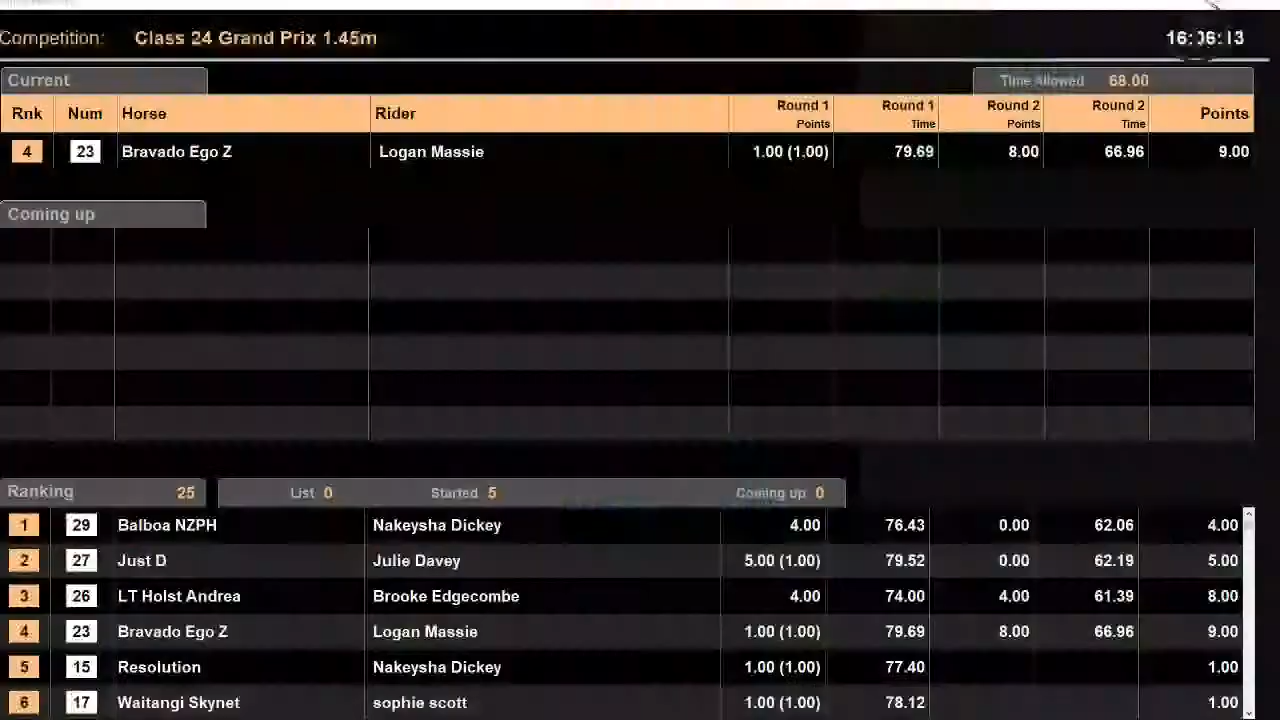 Competition: Class 24 Grand Prix 1.45m 16:06:13
Current Time Allowed 68.00
Rnk Num Horse Rider Round 1 Points Round 1 Time Round 2 Points Round 2 Time Points
4 23 Bravado Ego Z Logan Massie 1.00 (1.00) 79.69 8.00 66.96 9.00
Coming up
Ranking 25 List 0 Started 5 Coming up 0
1 29 Balboa NZPH Nakeysha Dickey 4.00 76.43 0.00 62.06 4.00
2 27 Just D Julie Davey 5.00 (1.00) 79.52 0.00 62.19 5.00
3 26 LT Holst Andrea Brooke Edgecombe 4.00 74.00 4.00 61.39 8.00
4 23 Bravado Ego Z Logan Massie 1.00 (1.00) 79.69 8.00 66.96 9.00
5 15 Resolution Nakeysha Dickey 1.00 (1.00) 77.40 1.00
6 17 Waitangi Skynet sophie scott 1.00 (1.00) 78.12 1.00